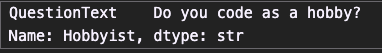 QuestionText    Do you code as a hobby?
Name: Hobbyist, dtype: str